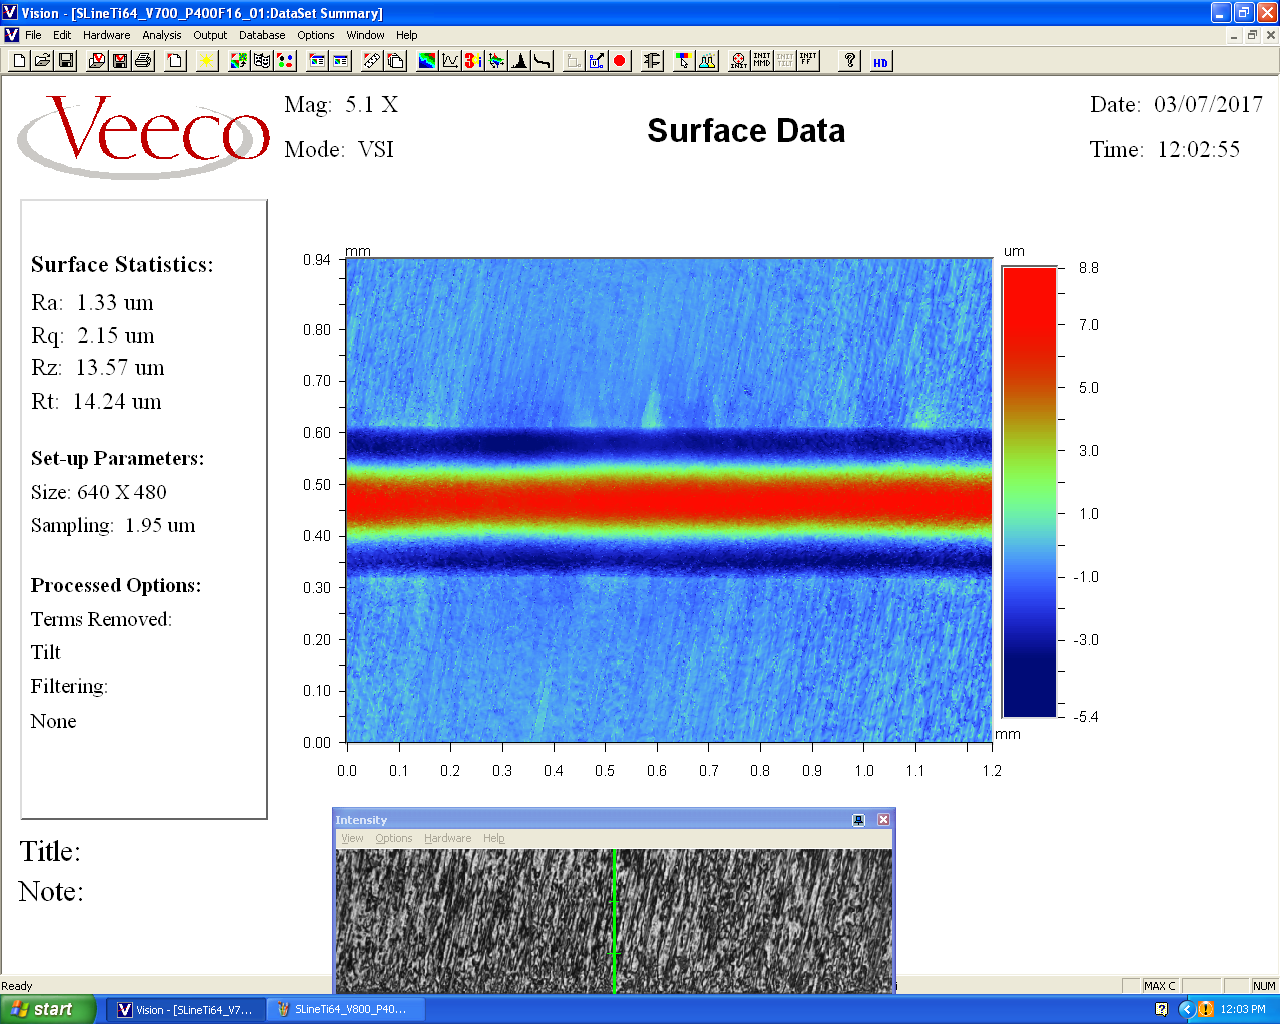 Vision - [SLineTi64_V700_P400F16_01:DataSet Summary]
File Edit Hardware Analysis Output Database Options Window Help
INIT INIT MMD INIT TILT INIT FF ? HD
Veeco
Mag: 5.1 X
Mode: VSI
Surface Data
Date: 03/07/2017
Time: 12:02:55
Surface Statistics:
Ra: 1.33 um
Rq: 2.15 um
Rz: 13.57 um
Rt: 14.24 um
Set-up Parameters:
Size: 640 X 480
Sampling: 1.95 um
Processed Options:
Terms Removed:
Tilt
Filtering:
None
Title:
Note:
mm
0.94
0.80
0.70
0.60
0.50
0.40
0.30
0.20
0.10
0.00
0.0 0.1 0.2 0.3 0.4 0.5 0.6 0.7 0.8 0.9 1.0 1.1 1.2
mm
um
8.8
7.0
5.0
3.0
1.0
-1.0
-3.0
-5.4
Intensity
View Options Hardware Help
Ready
MAX C NUM
start
Vision - [SLineTi64_V7...
SLineTi64_V800_P40...
12:03 PM